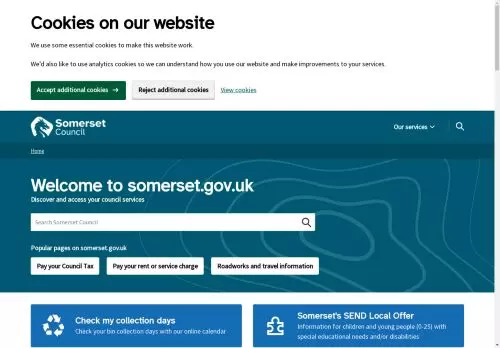 Cookies on our website
We use some essential cookies to make this website work.
We'd also like to use analytics cookies so we can understand how you use our website and make improvements to your services.
Accept additional cookies → Reject additional cookies View cookies
Somerset
Council
Our services
Home
Welcome to somerset.gov.uk
Discover and access your council services
Search Somerset Council
Popular pages on somerset.gov.uk
Pay your Council Tax Pay your rent or service charge Roadworks and travel information
Check my collection days
Check your bin collection days with our online calendar
Somerset's SEND Local Offer
Information for children and young people (0-25) with
special educational needs and/or disabilities